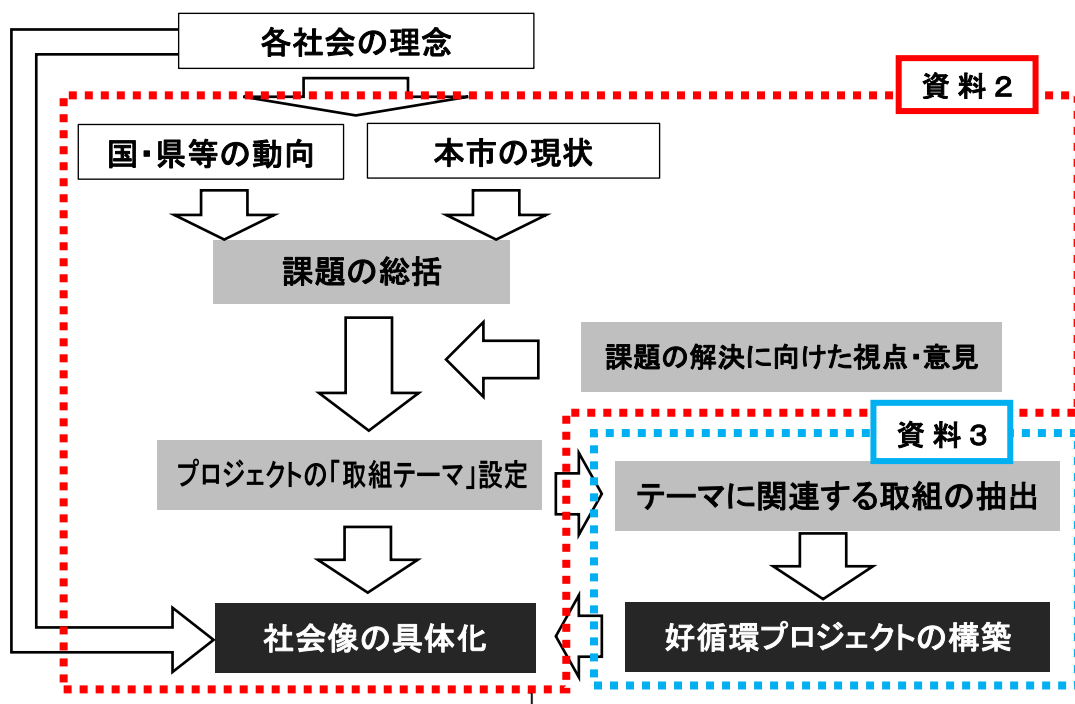 各社会の理念
資料２
国・県等の動向
本市の現状
課題の総括
課題の解決に向けた視点・意見
資料３
プロジェクトの「取組テーマ」設定
テーマに関連する取組の抽出
社会像の具体化
好循環プロジェクトの構築